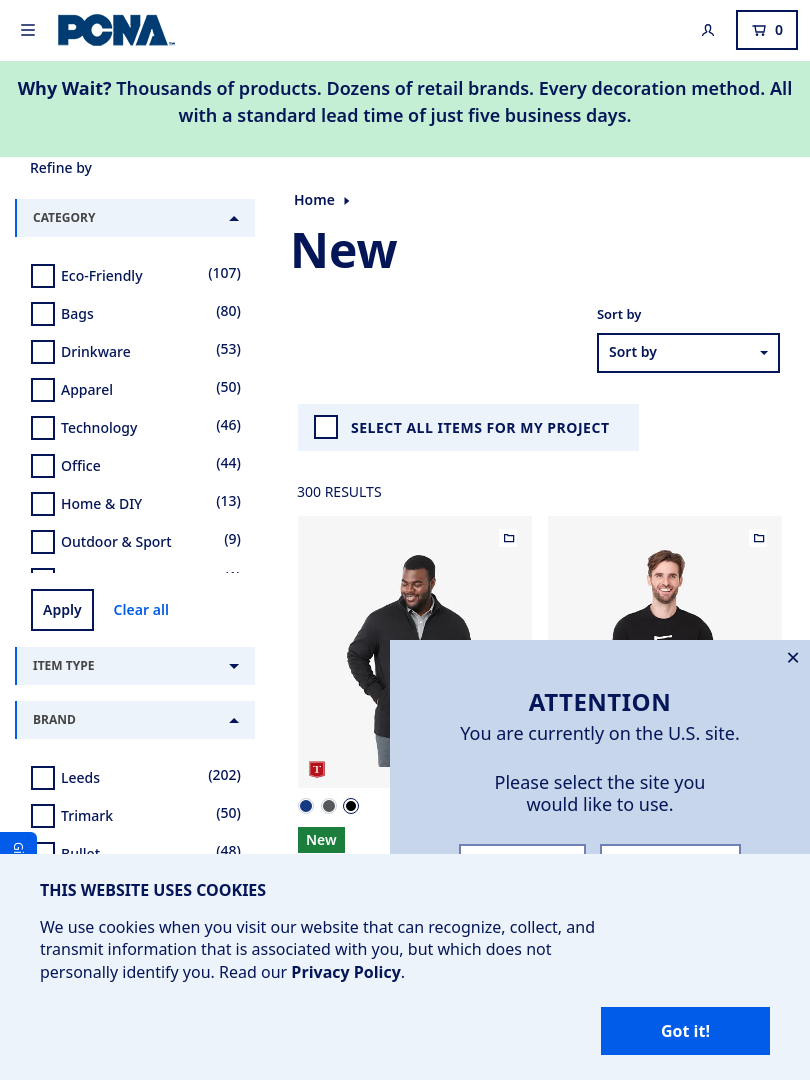 PCNA
0
Why Wait? Thousands of products. Dozens of retail brands. Every decoration method. All
with a standard lead time of just five business days.
Refine by
CATEGORY
Eco-Friendly (107)
Bags (80)
Drinkware (53)
Apparel (50)
Technology (46)
Office (44)
Home & DIY (13)
Outdoor & Sport (9)
Apply Clear all
ITEM TYPE
BRAND
Leeds (202)
Trimark (50)
Bullet (48)
Home
New
Sort by
Sort by
SELECT ALL ITEMS FOR MY PROJECT
300 RESULTS
T
New
ATTENTION
You are currently on the U.S. site.
Please select the site you
would like to use.
THIS WEBSITE USES COOKIES
We use cookies when you visit our website that can recognize, collect, and
transmit information that is associated with you, but which does not
personally identify you. Read our Privacy Policy.
Got it!